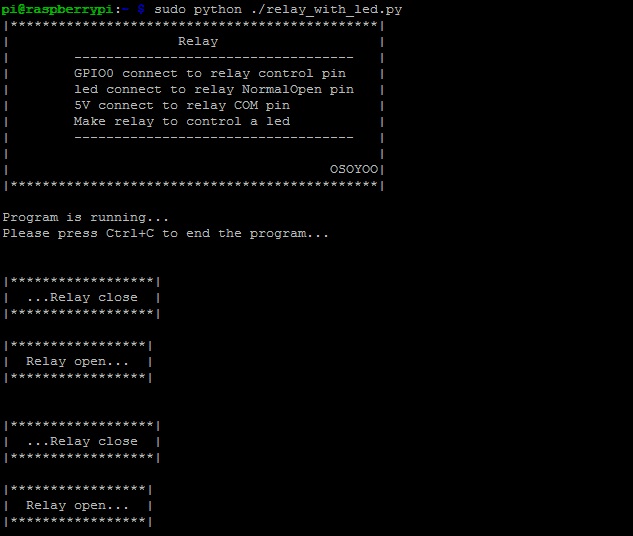 pi@raspberrypi:~ $ sudo python ./relay_with_led.py
|**********************************************|
|                     Relay                    |
|        -----------------------------------   |
|        GPIO0 connect to relay control pin    |
|        led connect to relay NormalOpen pin   |
|        5V connect to relay COM pin           |
|        Make relay to control a led           |
|        -----------------------------------   |
|                                              |
|                                        OSOYOO|
|**********************************************|
Program is running...
Please press Ctrl+C to end the program...
|******************|
|  ...Relay close  |
|******************|
|*****************|
|  Relay open...  |
|*****************|
|******************|
|  ...Relay close  |
|******************|
|*****************|
|  Relay open...  |
|*****************|